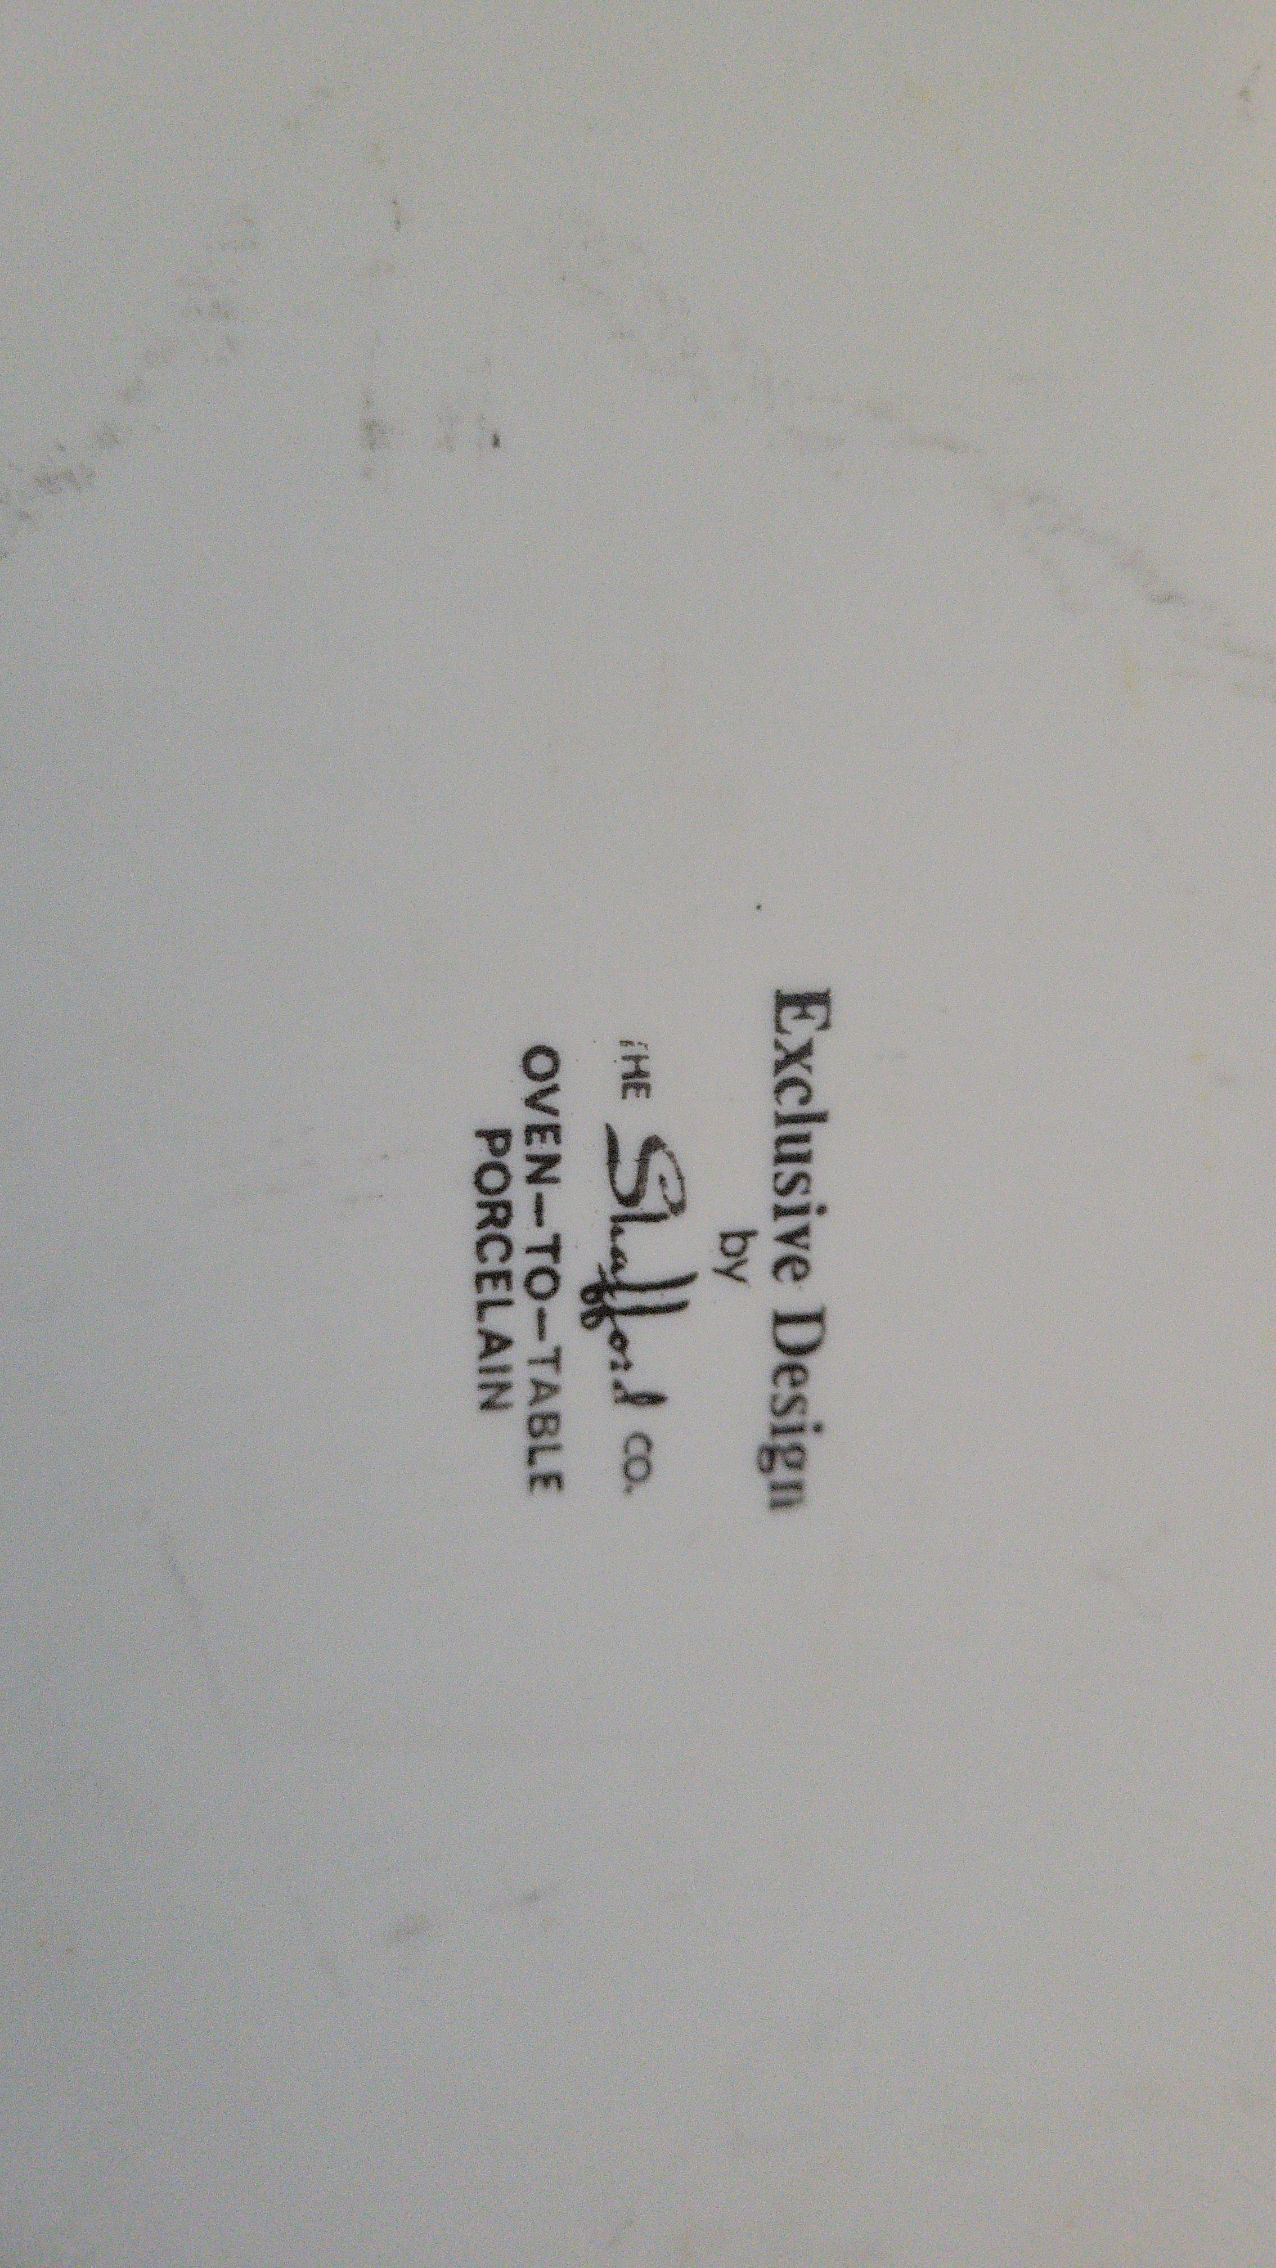 Exclusive Design
by
THE Shafford CO.
OVEN-TO-TABLE
PORCELAIN